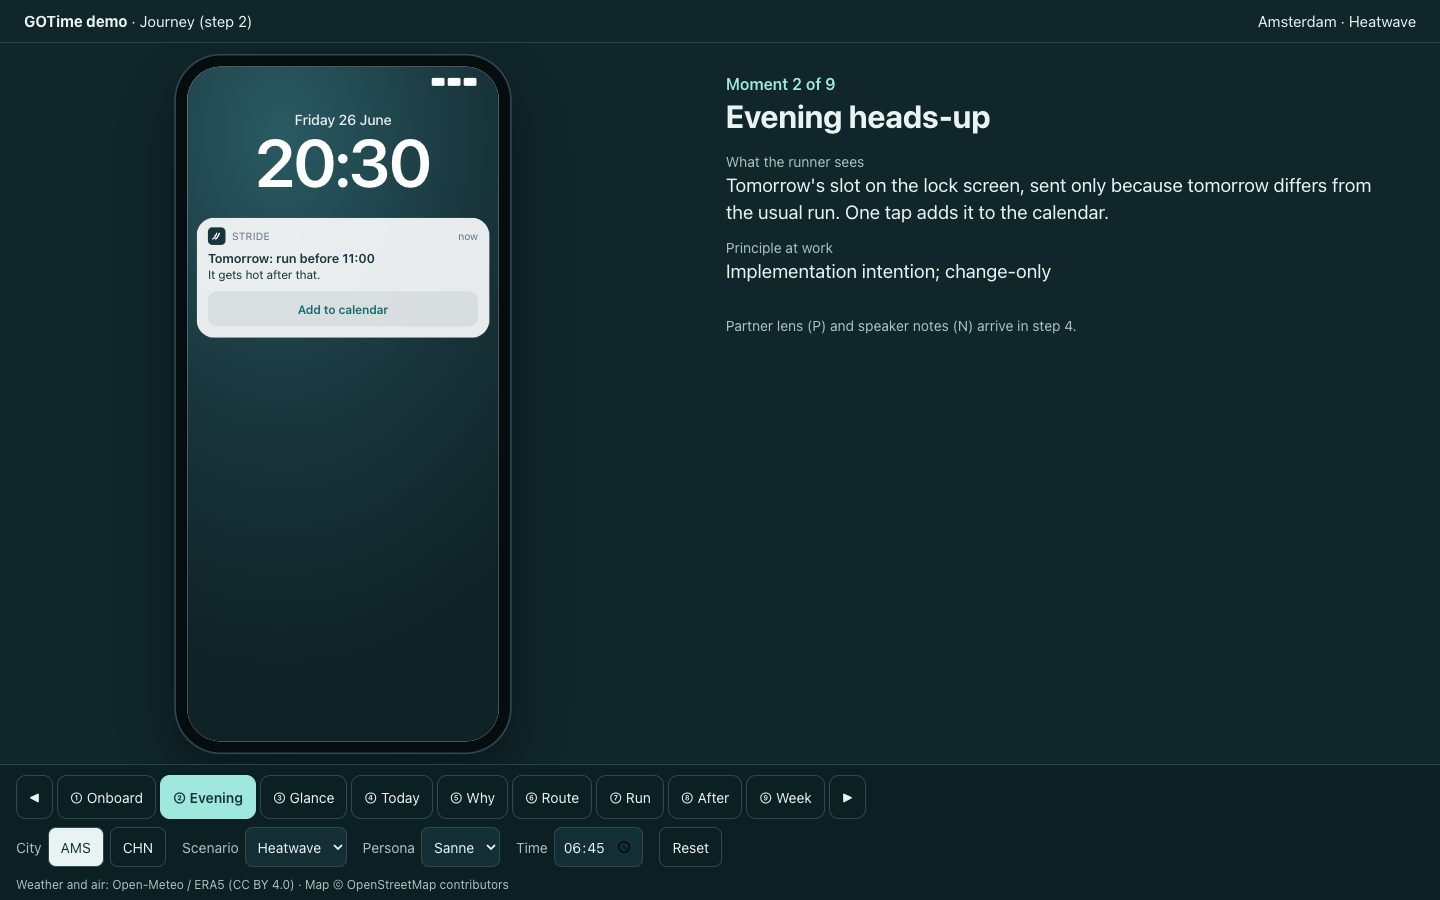 GOTime demo · Journey (step 2)
Amsterdam · Heatwave
Friday 26 June
20:30
STRIDE
now
Tomorrow: run before 11:00
It gets hot after that.
Add to calendar
Moment 2 of 9
Evening heads-up
What the runner sees
Tomorrow's slot on the lock screen, sent only because tomorrow differs from
the usual run. One tap adds it to the calendar.
Principle at work
Implementation intention; change-only
Partner lens (P) and speaker notes (N) arrive in step 4.
◄ ① Onboard ② Evening ③ Glance ④ Today ⑤ Why ⑥ Route ⑦ Run ⑧ After ⑨ Week ►
City AMS CHN Scenario Heatwave Persona Sanne Time 06:45 Reset
Weather and air: Open-Meteo / ERA5 (CC BY 4.0) · Map © OpenStreetMap contributors